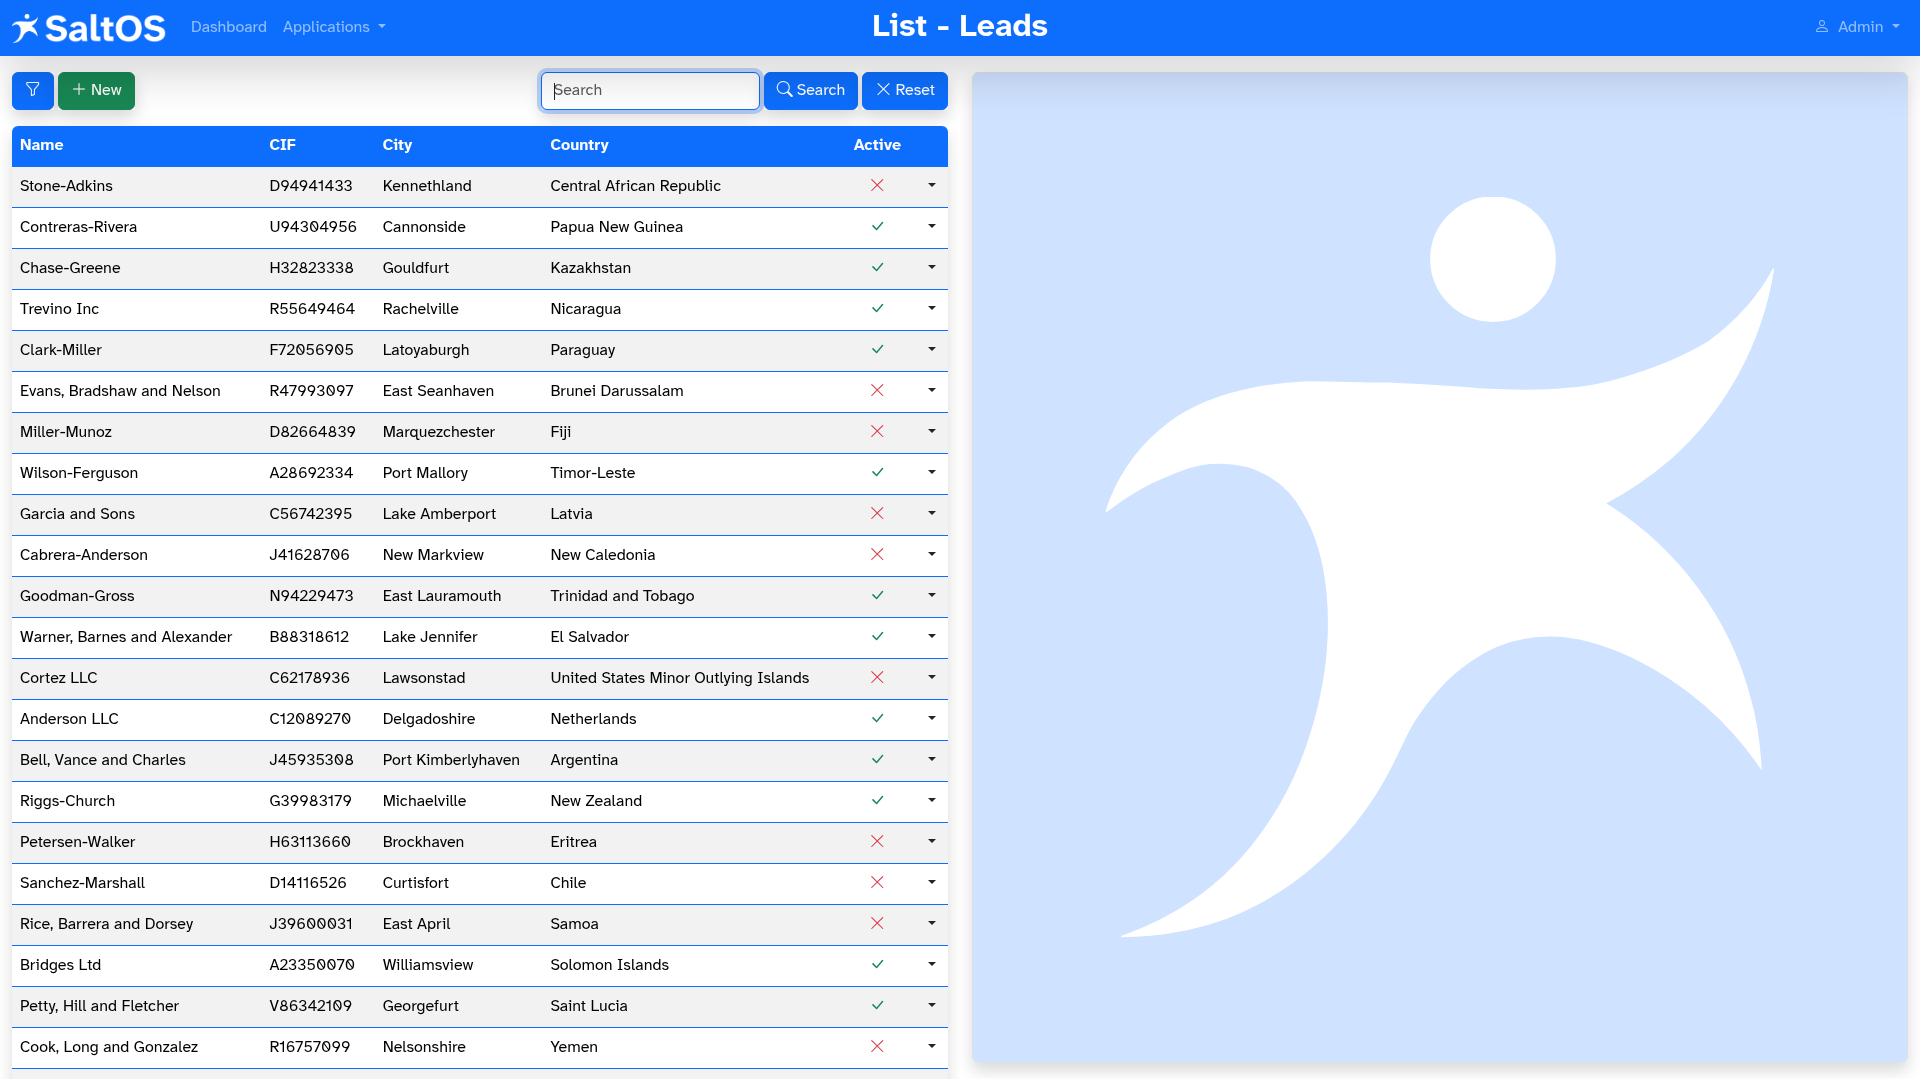 SaltOS Dashboard Applications List - Leads Admin
New Search Search Reset
Name CIF City Country Active
Stone-Adkins D94941433 Kennethland Central African Republic
Contreras-Rivera U94304956 Cannonside Papua New Guinea
Chase-Greene H32823338 Gouldfurt Kazakhstan
Trevino Inc R55649464 Rachelville Nicaragua
Clark-Miller F72056905 Latoyaburgh Paraguay
Evans, Bradshaw and Nelson R47993097 East Seanhaven Brunei Darussalam
Miller-Munoz D82664839 Marquezchester Fiji
Wilson-Ferguson A28692334 Port Mallory Timor-Leste
Garcia and Sons C56742395 Lake Amberport Latvia
Cabrera-Anderson J41628706 New Markview New Caledonia
Goodman-Gross N94229473 East Lauramouth Trinidad and Tobago
Warner, Barnes and Alexander B88318612 Lake Jennifer El Salvador
Cortez LLC C62178936 Lawsonstad United States Minor Outlying Islands
Anderson LLC C12089270 Delgadoshire Netherlands
Bell, Vance and Charles J45935308 Port Kimberlyhaven Argentina
Riggs-Church G39983179 Michaelville New Zealand
Petersen-Walker H63113660 Brockhaven Eritrea
Sanchez-Marshall D14116526 Curtisfort Chile
Rice, Barrera and Dorsey J39600031 East April Samoa
Bridges Ltd A23350070 Williamsview Solomon Islands
Petty, Hill and Fletcher V86342109 Georgefurt Saint Lucia
Cook, Long and Gonzalez R16757099 Nelsonshire Yemen